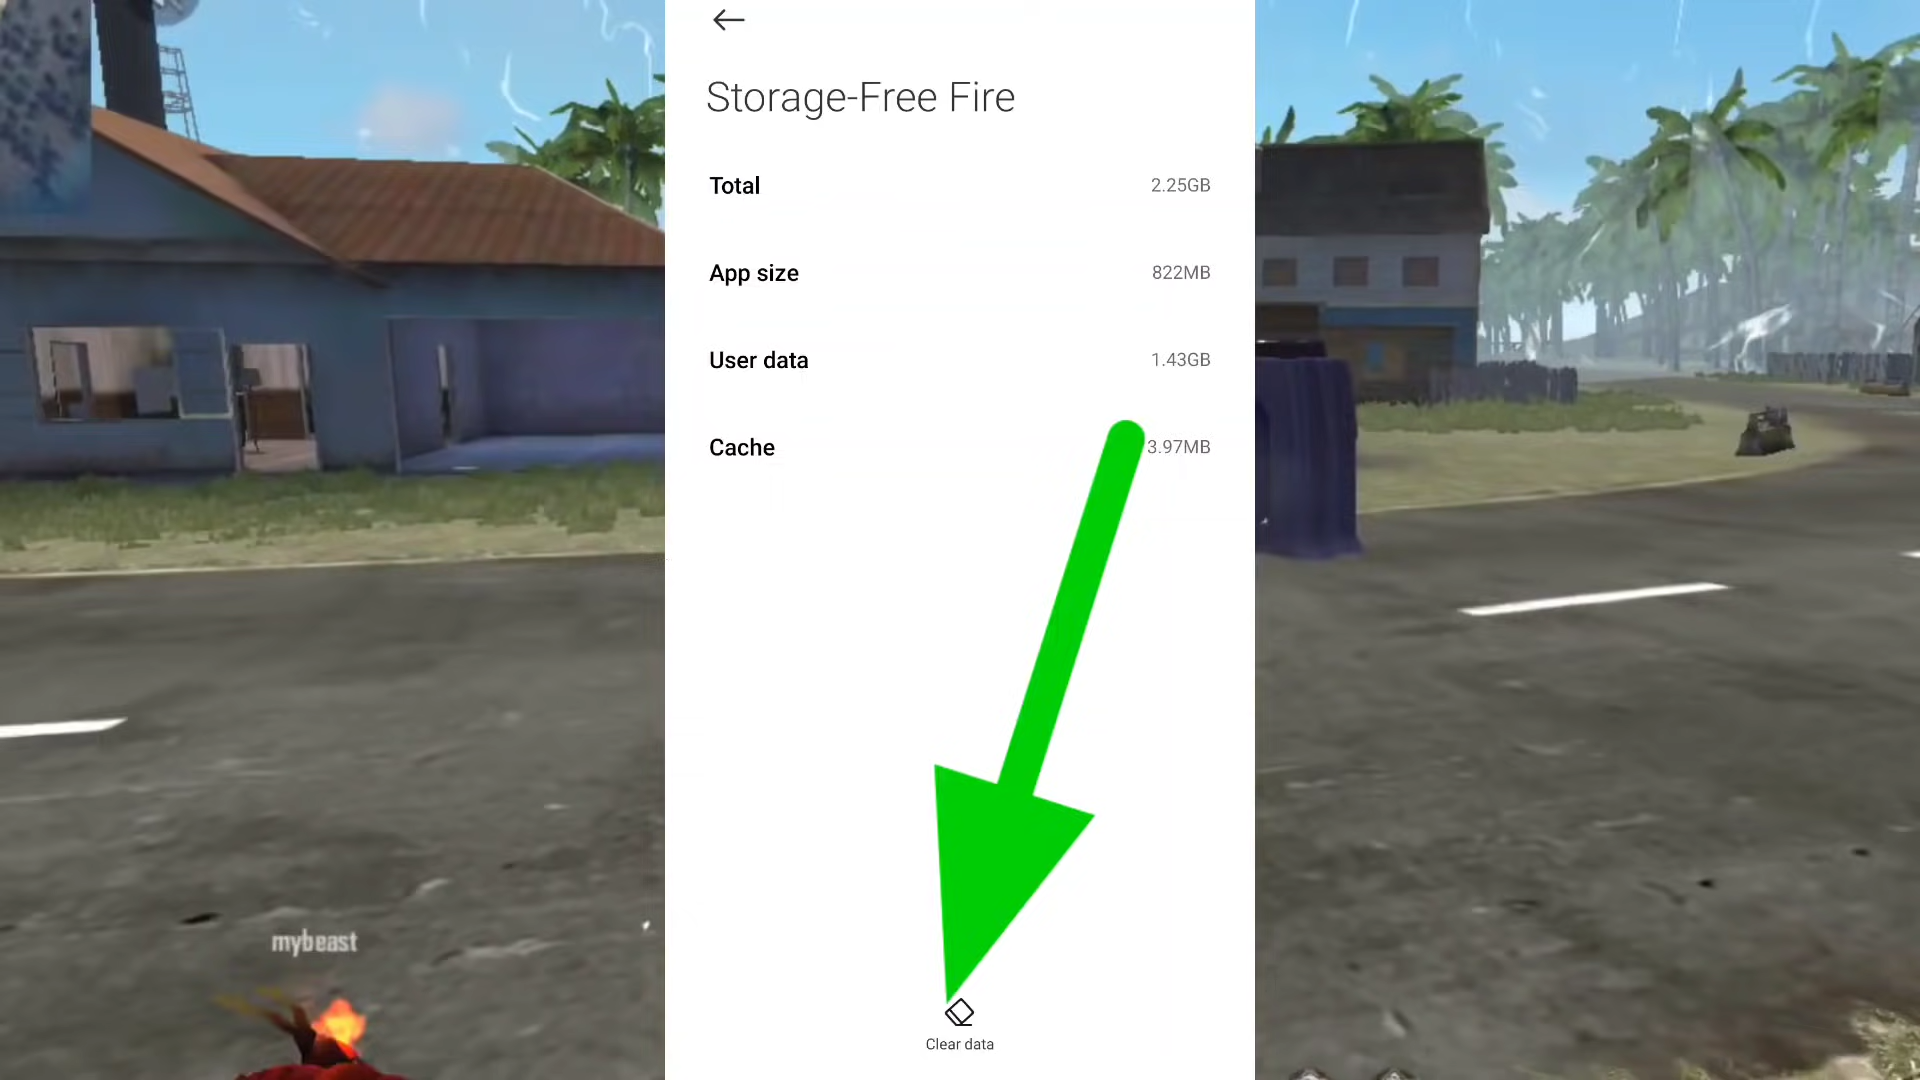 Storage-Free Fire
Total 2.25GB
App size 822MB
User data 1.43GB
Cache 3.97MB
mybeast
Clear data